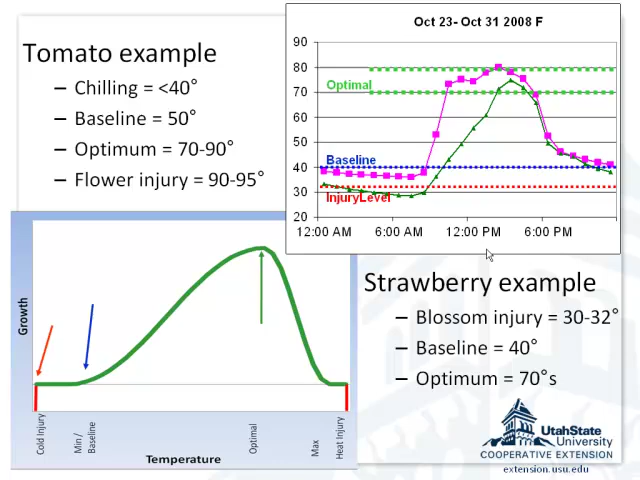 Tomato example
– Chilling = <40°
– Baseline = 50°
– Optimum = 70-90°
– Flower injury = 90-95°
Oct 23- Oct 31 2008 F
90
80
70
60
50
40
30
20
Optimal
Baseline
InjuryLevel
12:00 AM 6:00 AM 12:00 PM 6:00 PM
Growth
Cold Injury
Min /
Baseline
Optimal
Max
Heat Injury
Temperature
Strawberry example
– Blossom injury = 30-32°
– Baseline = 40°
– Optimum = 70°s
UtahState
University
COOPERATIVE EXTENSION
extension.usu.edu